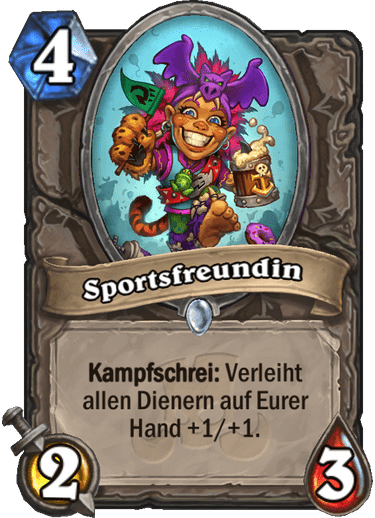 4
Sportsfreundin
Kampfschrei: Verleiht
allen Dienern auf Eurer
Hand +1/+1.
2
3